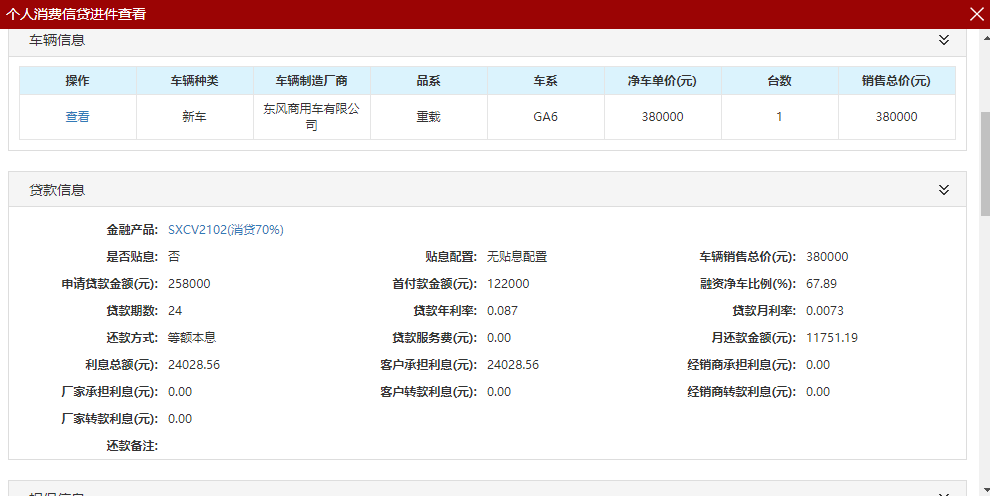 个人消费信贷进件查看
车辆信息
操作 车辆种类 车辆制造厂商 品系 车系 净车单价(元) 台数 销售总价(元)
查看 新车 东风商用车有限公司 重载 GA6 380000 1 380000
贷款信息
金融产品: SXCV2102(消贷70%)
是否贴息: 否 贴息配置: 无贴息配置 车辆销售总价(元): 380000
申请贷款金额(元): 258000 首付款金额(元): 122000 融资净车比例(%): 67.89
贷款期数: 24 贷款年利率: 0.087 贷款月利率: 0.0073
还款方式: 等额本息 贷款服务费(元): 0.00 月还款金额(元): 11751.19
利息总额(元): 24028.56 客户承担利息(元): 24028.56 经销商承担利息(元): 0.00
厂家承担利息(元): 0.00 客户转款利息(元): 0.00 经销商转款利息(元): 0.00
厂家转款利息(元): 0.00
还款备注: